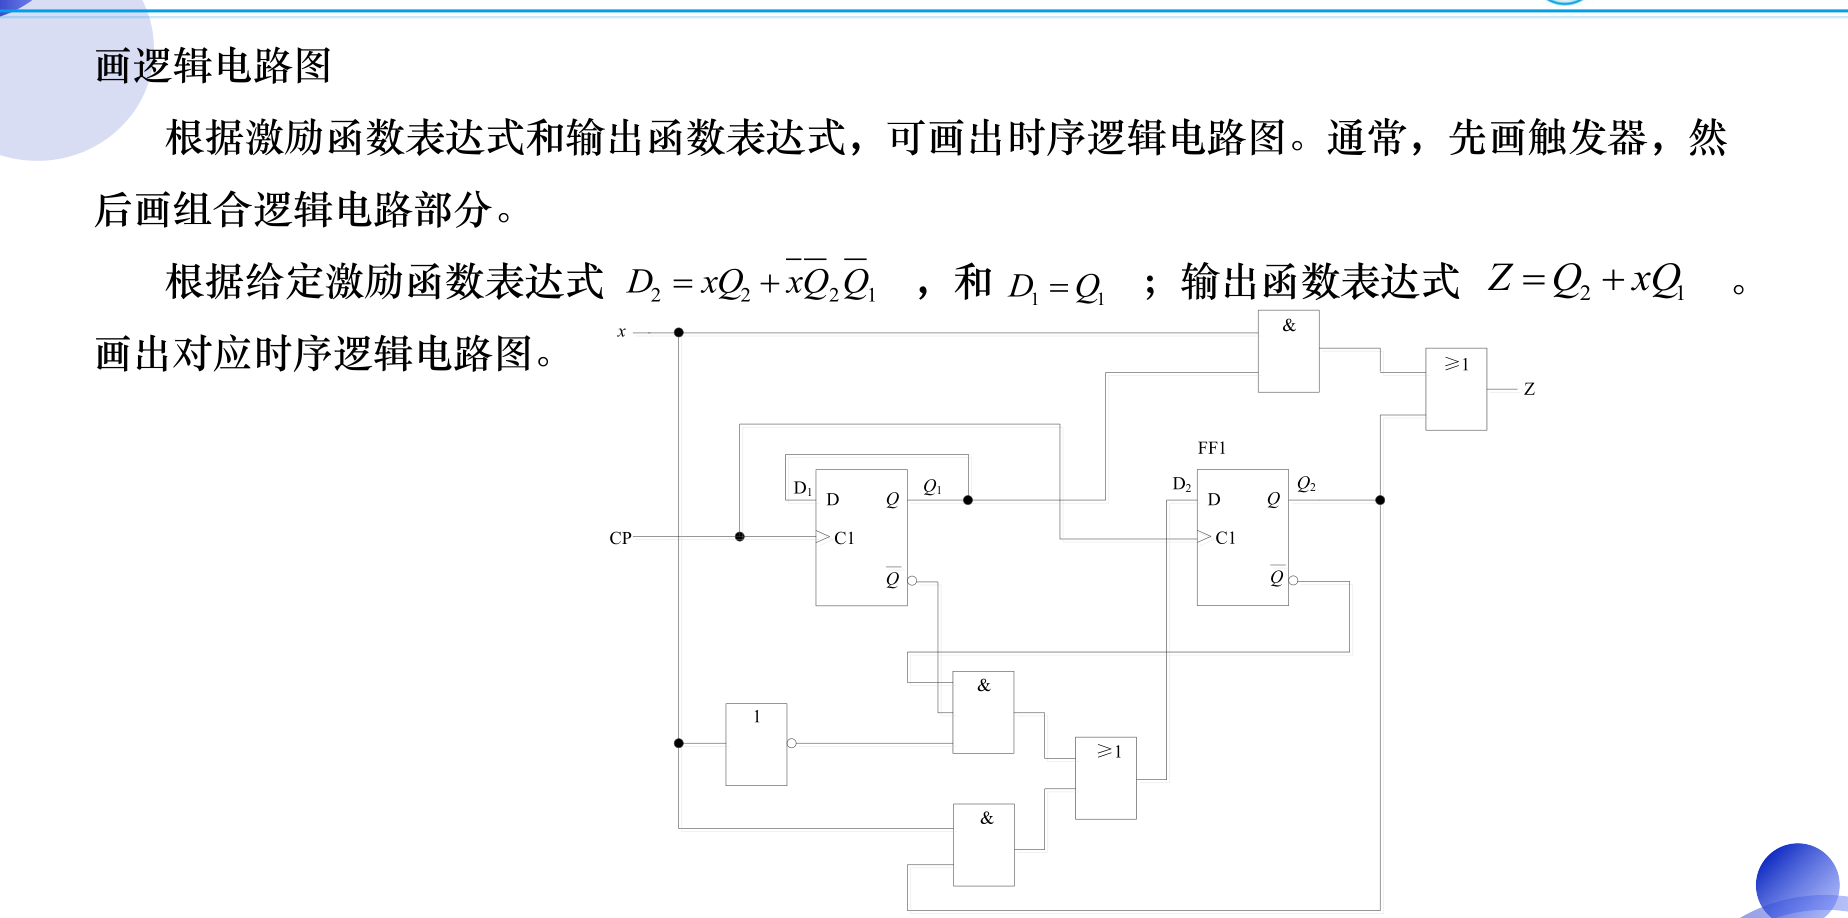 画逻辑电路图
根据激励函数表达式和输出函数表达式，可画出时序逻辑电路图。通常，先画触发器，然
后画组合逻辑电路部分。
根据给定激励函数表达式 D₂ = xQ₂ + x̅Q̅₂Q̅₁ ，和 D₁ = Q₁ ；输出函数表达式 Z = Q₂ + xQ₁ 。
画出对应时序逻辑电路图。
x
&
≥1
Z
FF1
D₁ D Q Q₁
D₂ D Q Q₂
CP C1
C1
Q̅
Q̅
&
1
≥1
&